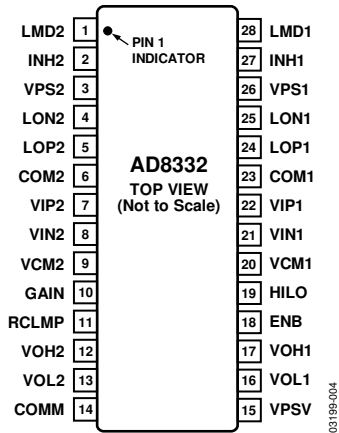 LMD2 1 28 LMD1
PIN 1
INDICATOR
INH2 2 27 INH1
VPS2 3 26 VPS1
LON2 4 25 LON1
LOP2 5 24 LOP1
COM2 6 23 COM1
AD8332
TOP VIEW
(Not to Scale)
VIP2 7 22 VIP1
VIN2 8 21 VIN1
VCM2 9 20 VCM1
GAIN 10 19 HILO
RCLMP 11 18 ENB
VOH2 12 17 VOH1
VOL2 13 16 VOL1
COMM 14 15 VPSV
03199-004